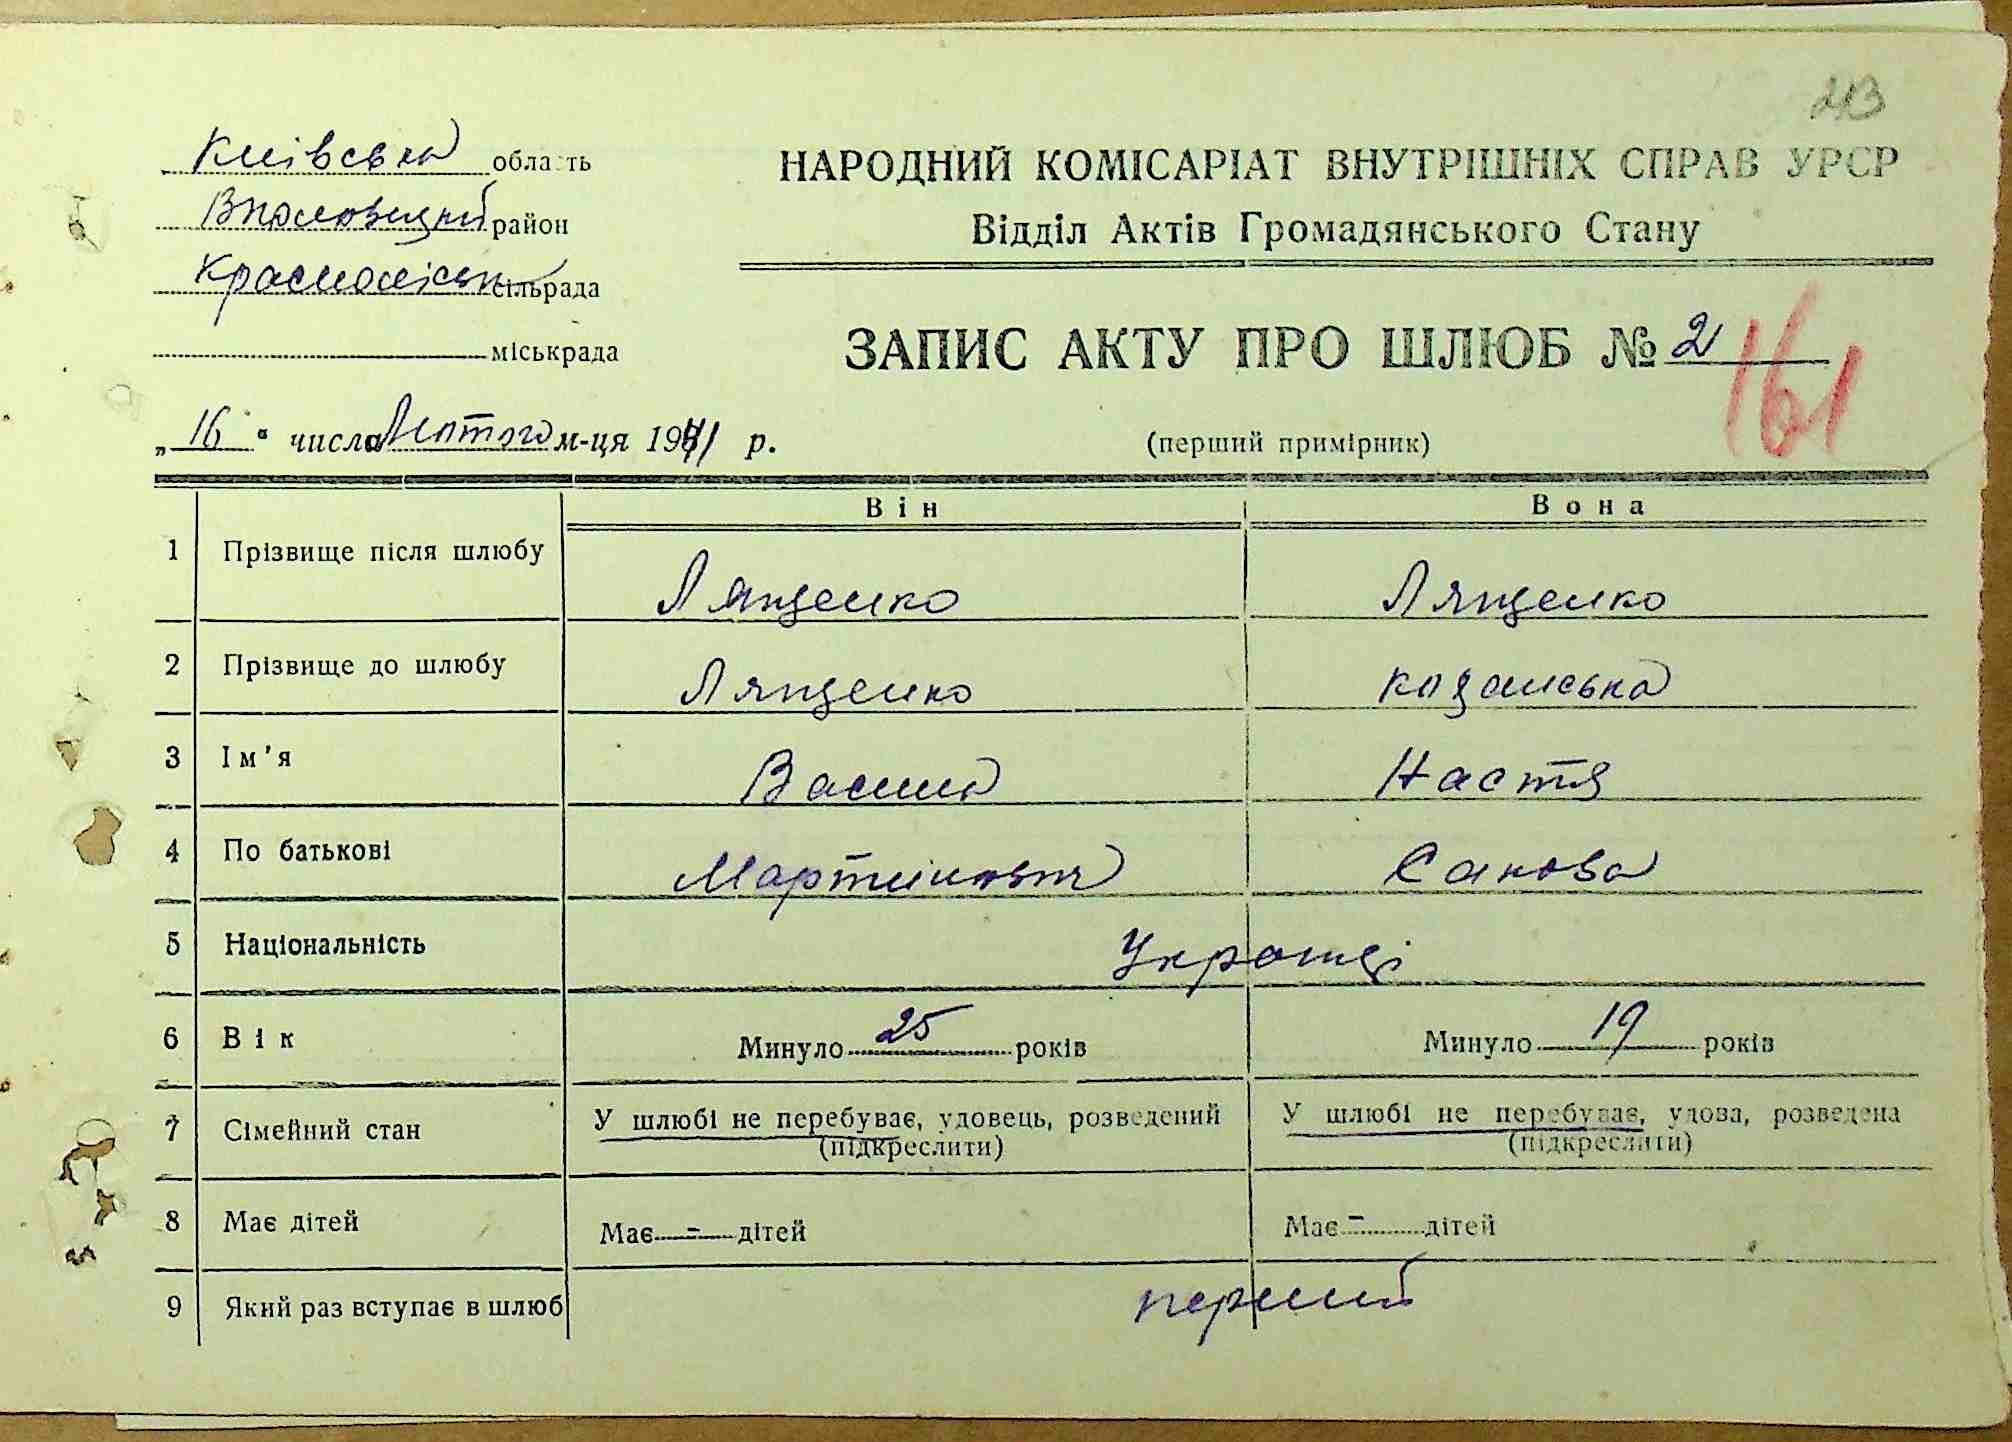 213
Київська область
район
Красноліськ сільрада
міськрада
НАРОДНИЙ КОМІСАРІАТ ВНУТРІШНІХ СПРАВ УРСР
Відділ Актів Громадянського Стану
ЗАПИС АКТУ ПРО ШЛЮБ № 2
161
„16“ числа Лютого м-ця 1941 р.
(перший примірник)
Він Вона
1 Прізвище після шлюбу Лященко Лященко
2 Прізвище до шлюбу Лященко Козанська
3 Ім'я Василь Настя
4 По батькові Мартинович
5 Національність Українці
6 Вік Минуло 25 років Минуло 19 років
7 Сімейний стан У шлюбі не перебуває, удовець, розведений У шлюбі не перебуває, удова, розведена
(підкреслити) (підкреслити)
8 Має дітей Має - дітей Має - дітей
9 Який раз вступає в шлюб перший